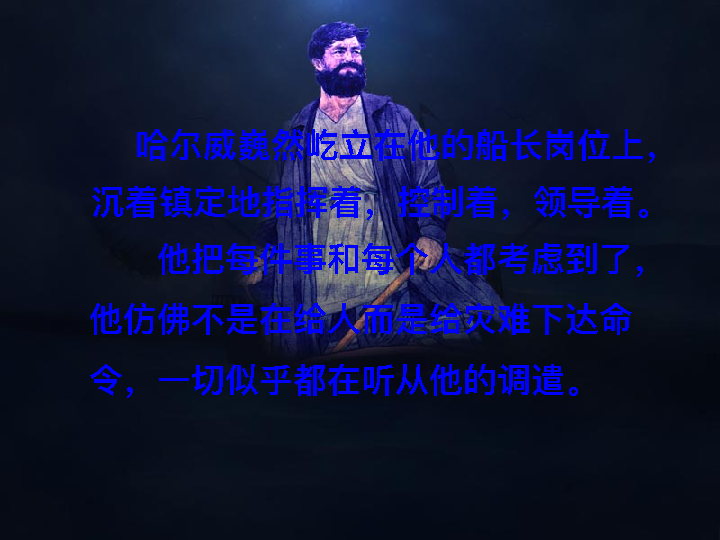 哈尔威巍然屹立在他的船长岗位上，
沉着镇定地指挥着，控制着，领导着。
他把每件事和每个人都考虑到了，
他仿佛不是在给人而是给灾难下达命
令，一切似乎都在听从他的调遣。